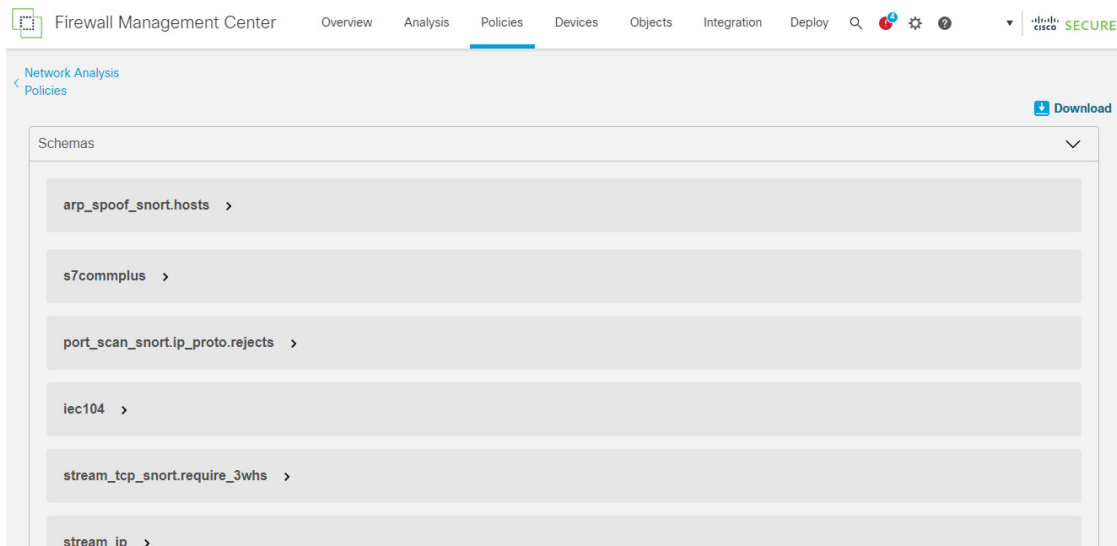 Firewall Management Center Overview Analysis Policies Devices Objects Integration Deploy 4 ? cisco SECURE
Network Analysis
Policies
Download
Schemas
arp_spoof_snort.hosts
s7commplus
port_scan_snort.ip_proto.rejects
iec104
stream_tcp_snort.require_3whs
stream_ip